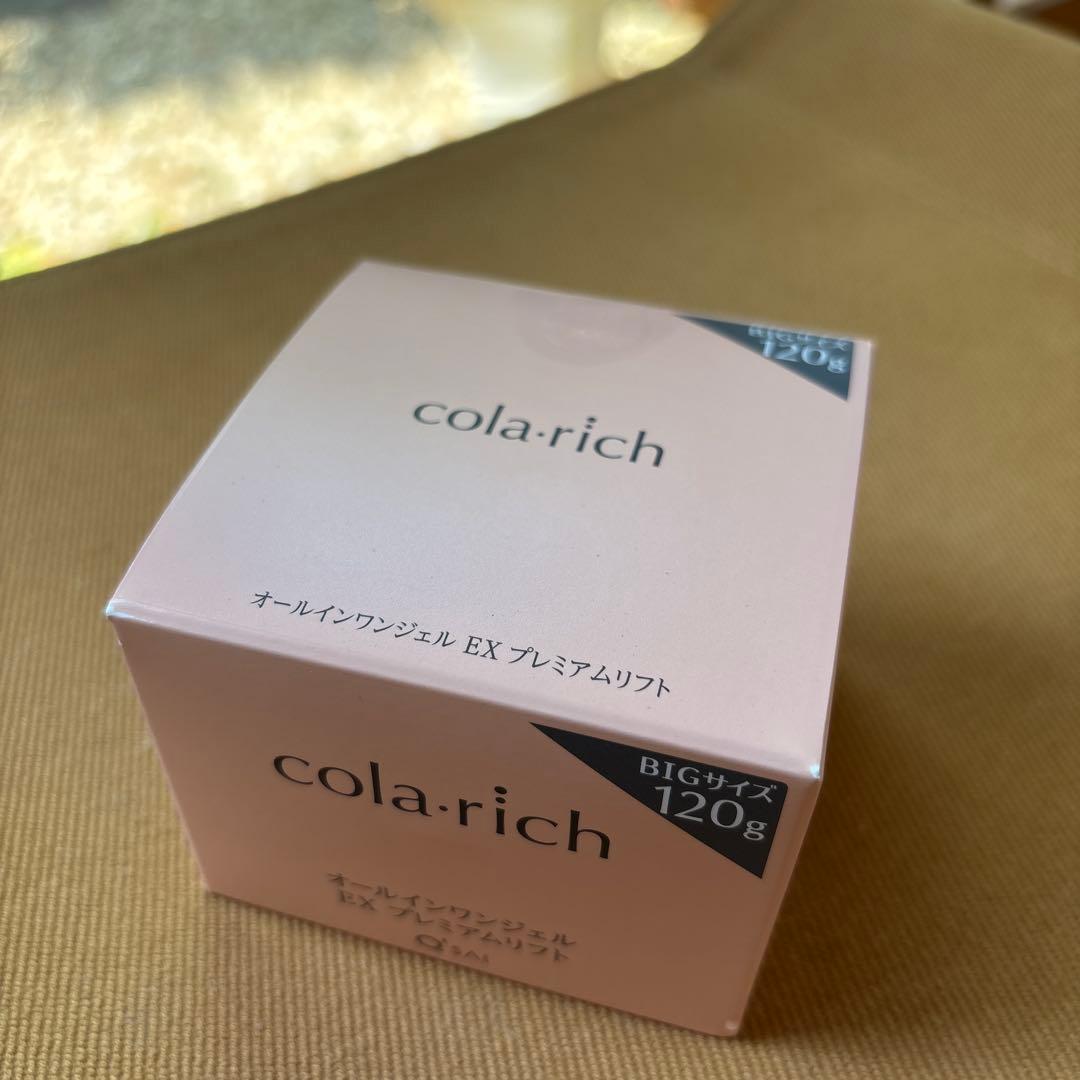 BIGサイズ
120g
cola·rich
オールインワンジェル EX プレミアムリフト
BIGサイズ
120g
cola·rich
オールインワンジェル
EX プレミアムリフト
Q'SAI